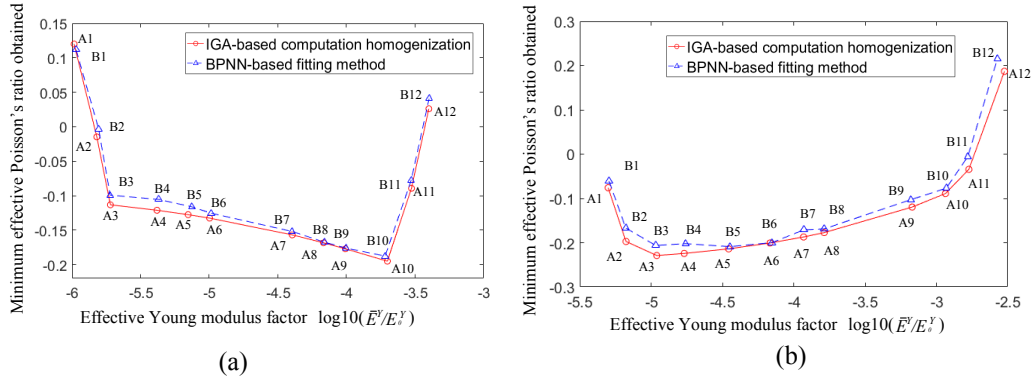 Minimum effective Poisson's ratio obtained
0.15
0.1
0.05
0
-0.05
-0.1
-0.15
-0.2
IGA-based computation homogenization
BPNN-based fitting method
A1
B1
B2
A2
B3
A3
B4
A4
B5
A5
B6
A6
B7
A7
B8
A8
B9
A9
B10
A10
B11
A11
B12
A12
-6
-5.5
-5
-4.5
-4
-3.5
-3
Effective Young modulus factor log10(Ē^Y/E_0^Y)
(a)
Minimum effective Poisson's ratio obtained
0.3
0.2
0.1
0
-0.1
-0.2
-0.3
IGA-based computation homogenization
BPNN-based fitting method
B1
A1
B2
A2
B3
A3
B4
A4
B5
A5
B6
A6
B7
A7
B8
A8
B9
A9
B10
A10
B11
A11
B12
A12
-5.5
-5
-4.5
-4
-3.5
-3
-2.5
Effective Young modulus factor log10(Ē^Y/E_0^Y)
(b)